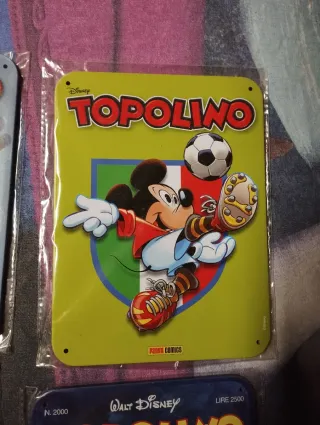 Disney
TOPOLINO
PANINI COMICS
N. 2000
WALT DISNEY
LIRE 2500